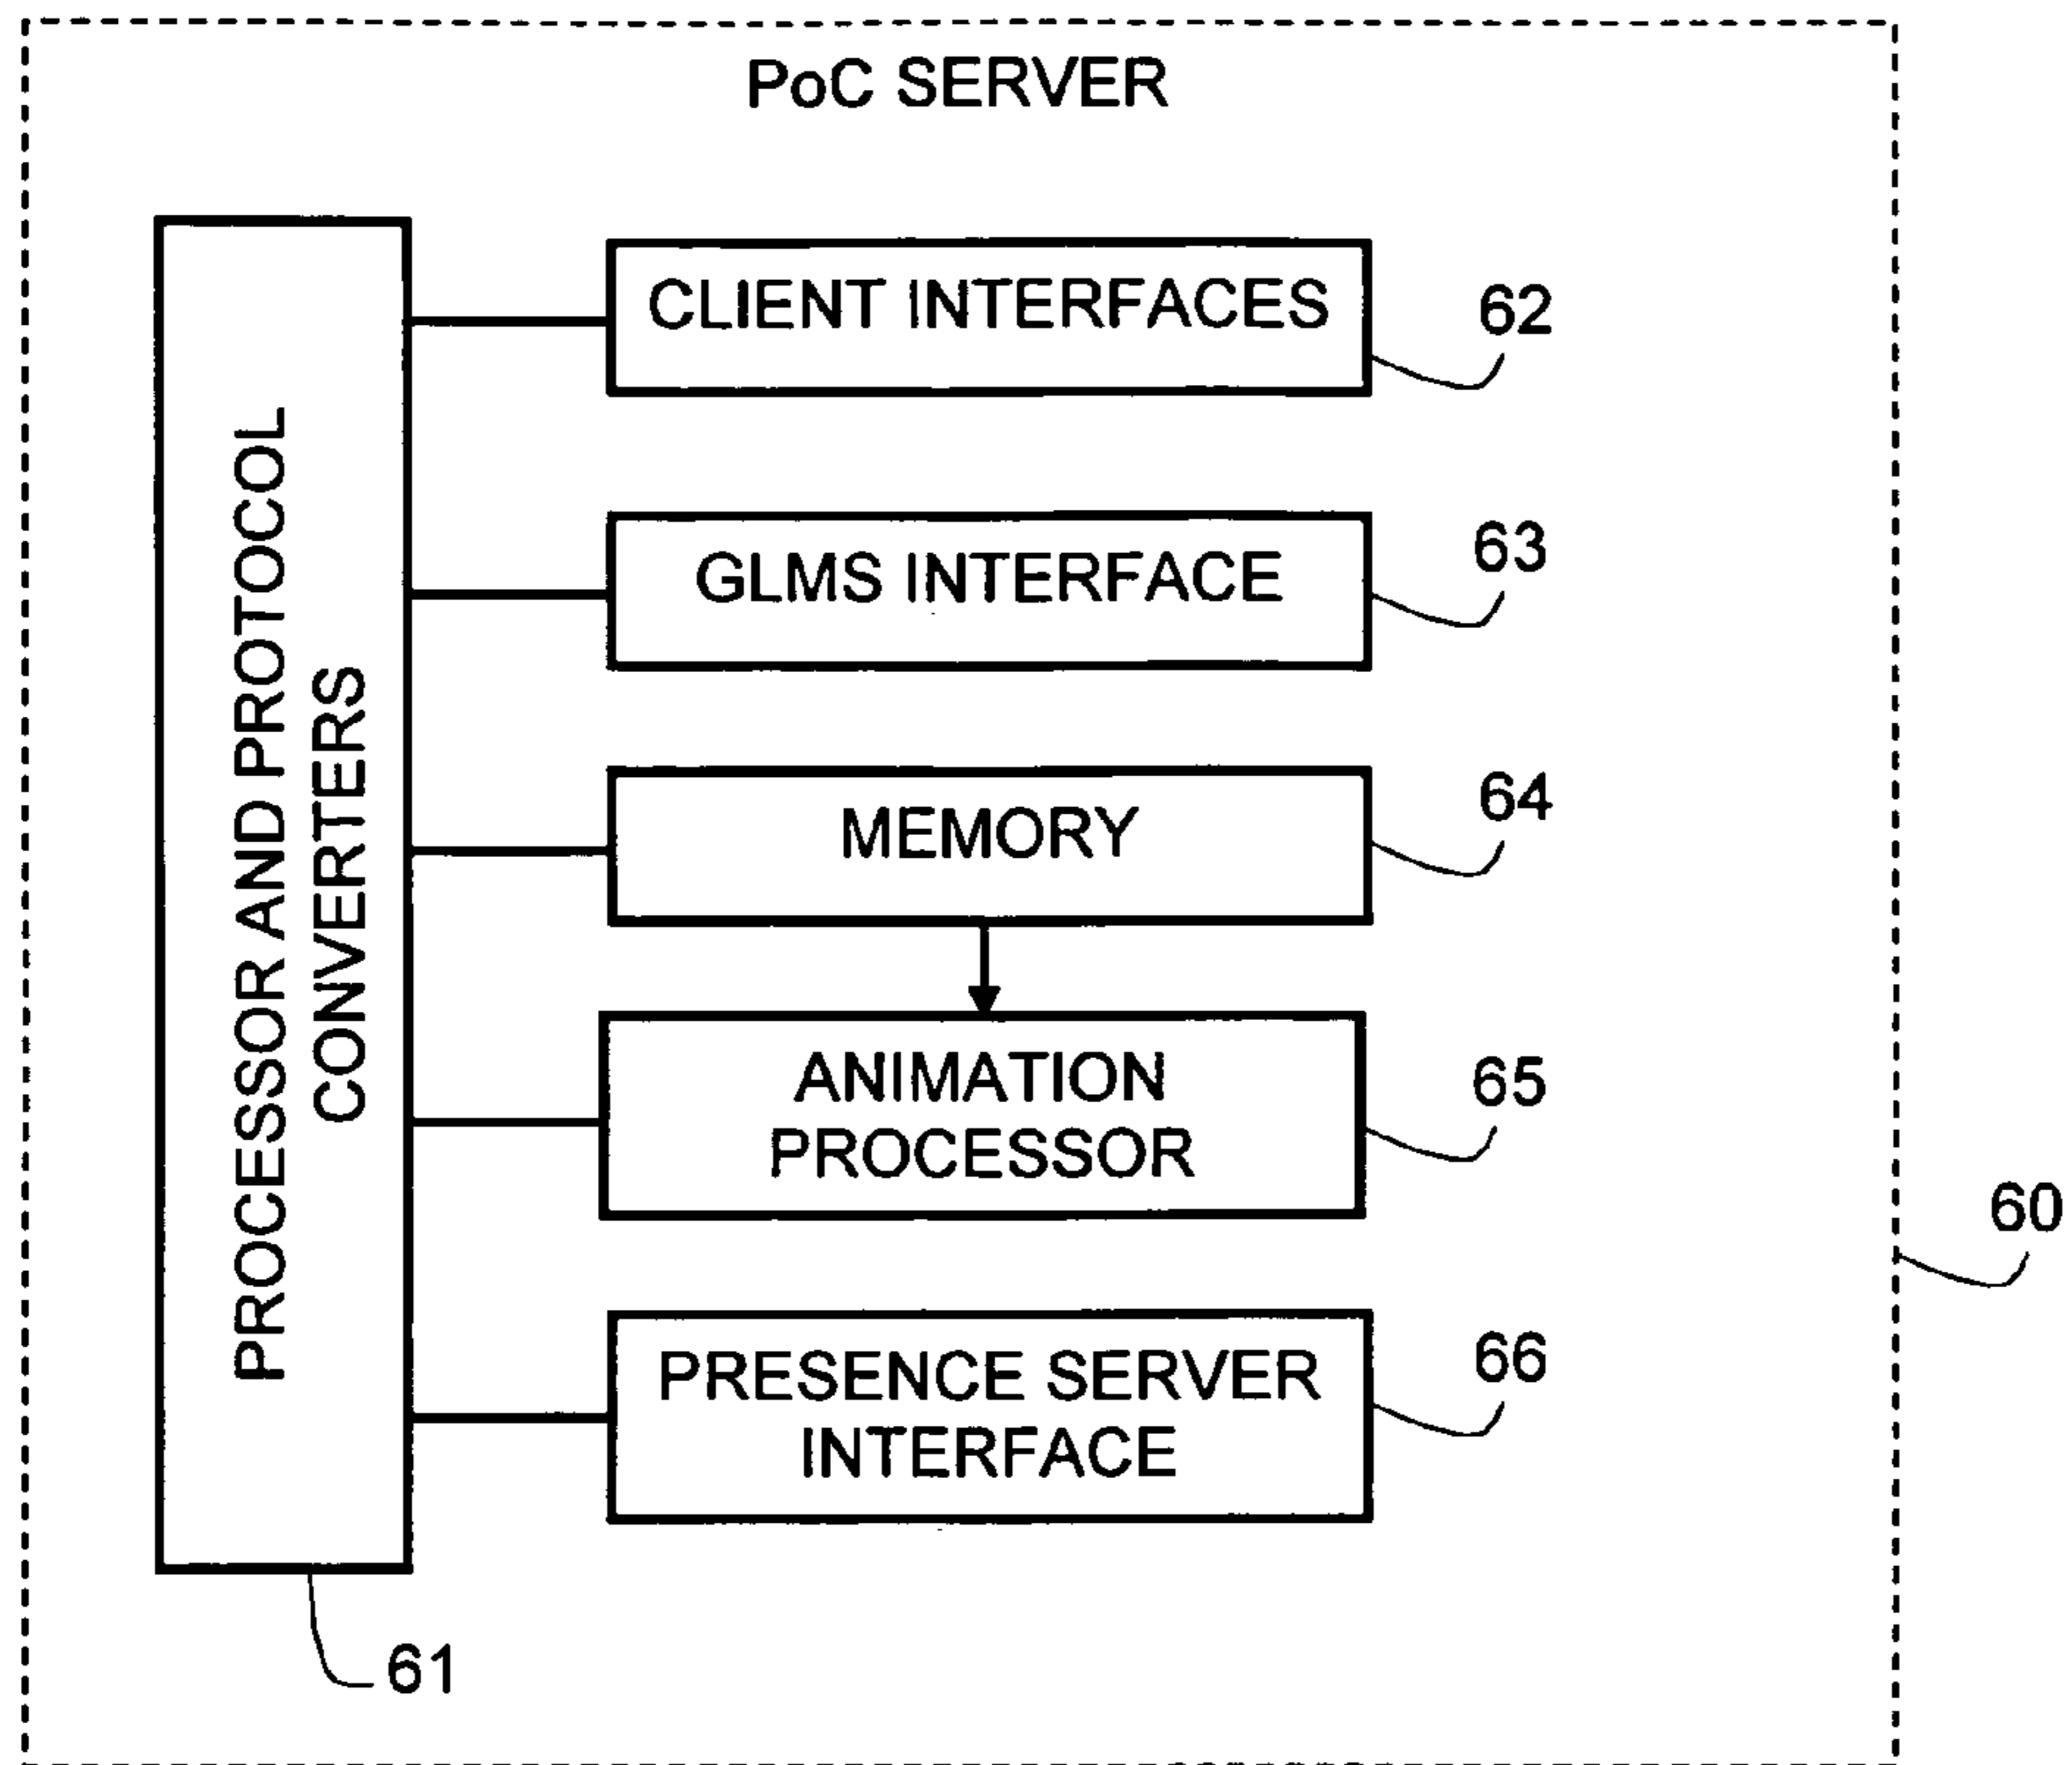 PoC SERVER
PROCESSOR AND PROTOCOL
CONVERTERS
61
CLIENT INTERFACES
62
GLMS INTERFACE
63
MEMORY
64
ANIMATION
PROCESSOR
65
PRESENCE SERVER
INTERFACE
66
60